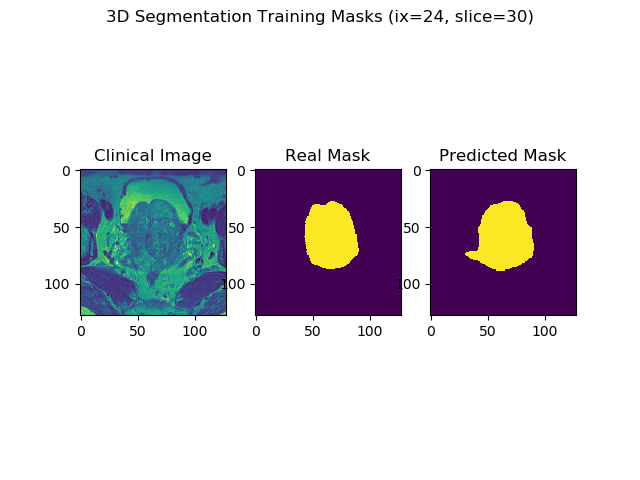 3D Segmentation Training Masks (ix=24, slice=30)
Clinical Image Real Mask Predicted Mask
0 0 0
50 50 50
100 100 100
0 50 100 0 50 100 0 50 100